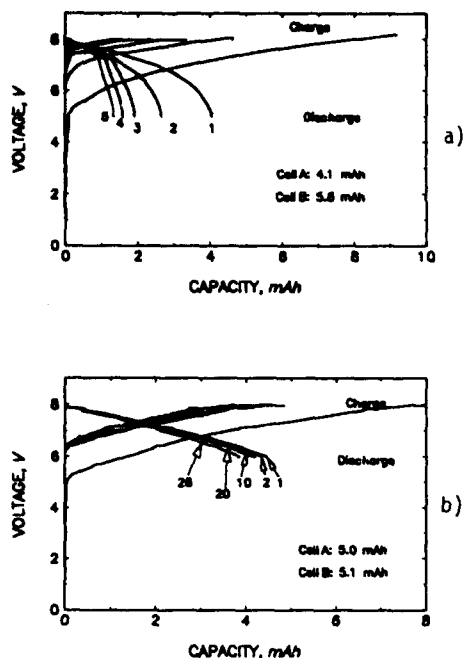 Charge
Discharge
Cell A: 4.1 mAh
Cell B: 5.8 mAh
VOLTAGE, V
8
6
4
2
0
5 4 3 2 1
0 2 4 6 8 10
CAPACITY, mAh
a)
Charge
Discharge
Cell A: 5.0 mAh
Cell B: 5.1 mAh
VOLTAGE, V
8
6
4
2
0
26 20 10 2 1
0 2 4 6 8
CAPACITY, mAh
b)